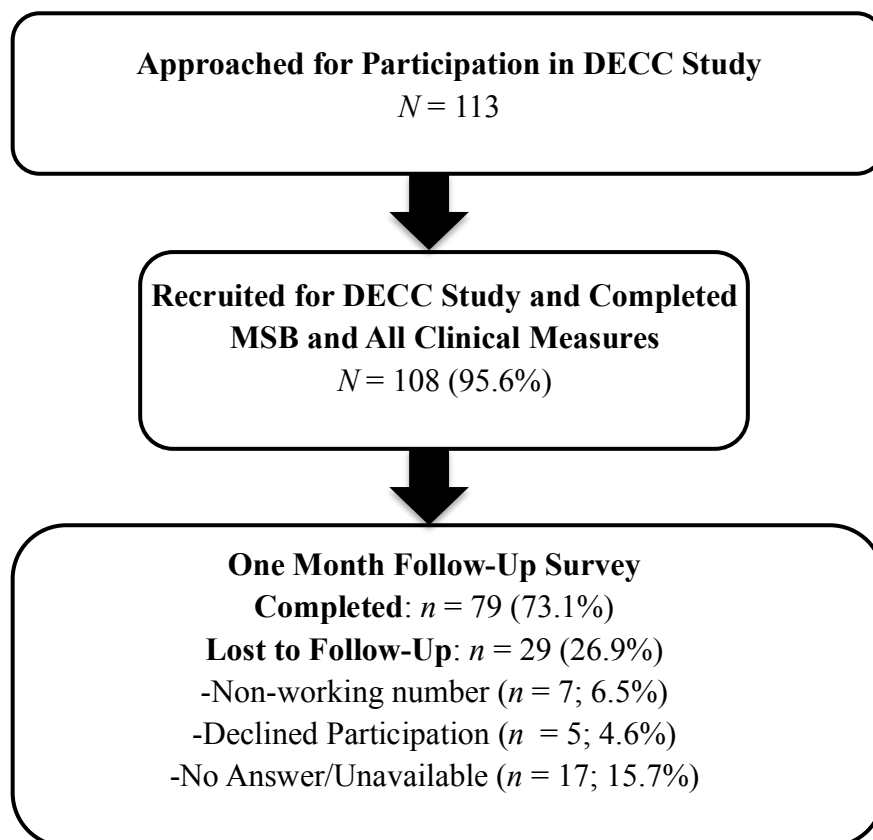 Approached for Participation in DECC Study
N = 113
Recruited for DECC Study and Completed
MSB and All Clinical Measures
N = 108 (95.6%)
One Month Follow-Up Survey
Completed: n = 79 (73.1%)
Lost to Follow-Up: n = 29 (26.9%)
-Non-working number (n = 7; 6.5%)
-Declined Participation (n  = 5; 4.6%)
-No Answer/Unavailable (n = 17; 15.7%)